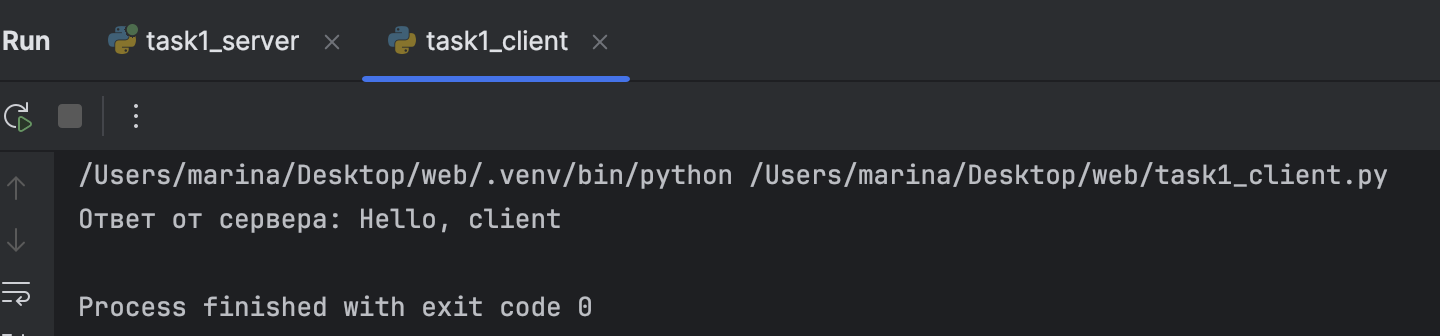 Run task1_server task1_client
/Users/marina/Desktop/web/.venv/bin/python /Users/marina/Desktop/web/task1_client.py
Ответ от сервера: Hello, client
Process finished with exit code 0